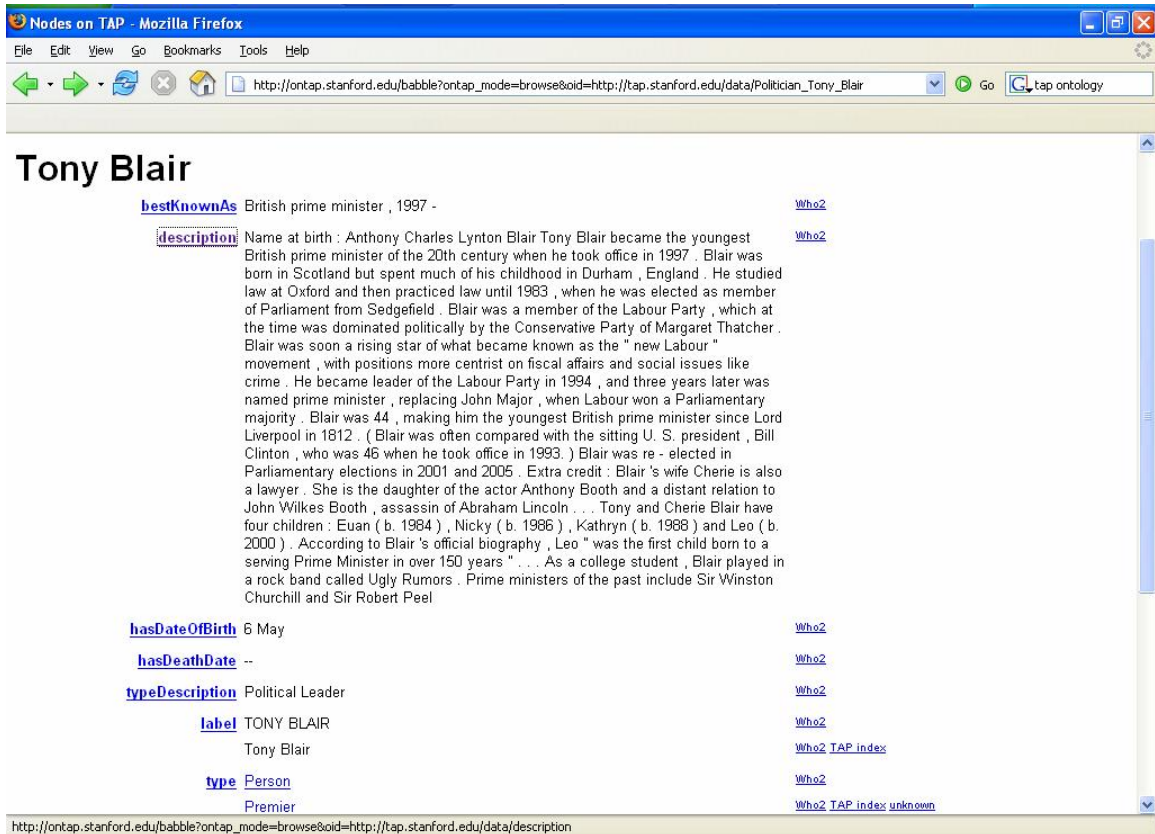 Nodes on TAP - Mozilla Firefox
File Edit View Go Bookmarks Tools Help
http://ontap.stanford.edu/babble?ontap_mode=browse&oid=http://tap.stanford.edu/data/Politician_Tony_Blair Go G tap ontology
Tony Blair
bestKnownAs British prime minister , 1997 - Who2
description Name at birth : Anthony Charles Lynton Blair Tony Blair became the youngest Who2
British prime minister of the 20th century when he took office in 1997 . Blair was
born in Scotland but spent much of his childhood in Durham , England . He studied
law at Oxford and then practiced law until 1983 , when he was elected as member
of Parliament from Sedgefield . Blair was a member of the Labour Party , which at
the time was dominated politically by the Conservative Party of Margaret Thatcher .
Blair was soon a rising star of what became known as the " new Labour "
movement , with positions more centrist on fiscal affairs and social issues like
crime . He became leader of the Labour Party in 1994 , and three years later was
named prime minister , replacing John Major , when Labour won a Parliamentary
majority . Blair was 44 , making him the youngest British prime minister since Lord
Liverpool in 1812 . ( Blair was often compared with the sitting U. S. president , Bill
Clinton , who was 46 when he took office in 1993. ) Blair was re - elected in
Parliamentary elections in 2001 and 2005 . Extra credit : Blair 's wife Cherie is also
a lawyer . She is the daughter of the actor Anthony Booth and a distant relation to
John Wilkes Booth , assassin of Abraham Lincoln . . . Tony and Cherie Blair have
four children : Euan ( b. 1984 ) , Nicky ( b. 1986 ) , Kathryn ( b. 1988 ) and Leo ( b.
2000 ) . According to Blair 's official biography , Leo " was the first child born to a
serving Prime Minister in over 150 years " . . . As a college student , Blair played in
a rock band called Ugly Rumors . Prime ministers of the past include Sir Winston
Churchill and Sir Robert Peel
hasDateOfBirth 6 May Who2
hasDeathDate -- Who2
typeDescription Political Leader Who2
label TONY BLAIR Who2
Tony Blair Who2 TAP index
type Person Who2
Premier Who2 TAP index unknown
http://ontap.stanford.edu/babble?ontap_mode=browse&oid=http://tap.stanford.edu/data/description